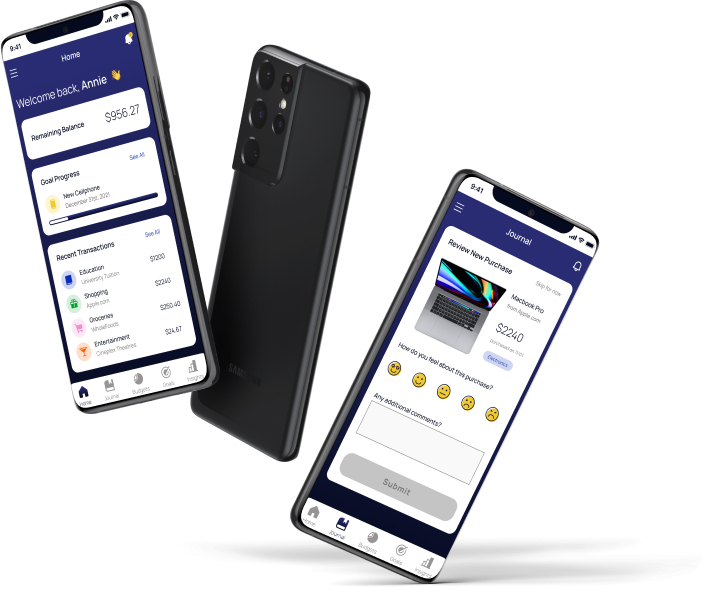 9:41
Home
Welcome back, Annie 👋
Remaining Balance
$956.27
Goal Progress
See All
New Cellphone
December 31st, 2021
Recent Transactions
See All
Education
University Tuition
$1200
Shopping
Apple.com
$2240
Groceries
WholeFoods
$250.40
Entertainment
Cineplex Theatres
$24.67
Home
Journal
Budgets
Goals
Insights
SAMSUNG
9:41
Journal
Review New Purchase
Skip for now
Macbook Pro
from Apple.com
$2240
Electronics
How do you feel about this purchase?
Any additional comments?
Submit
Home
Journal
Budgets
Goals
Insights